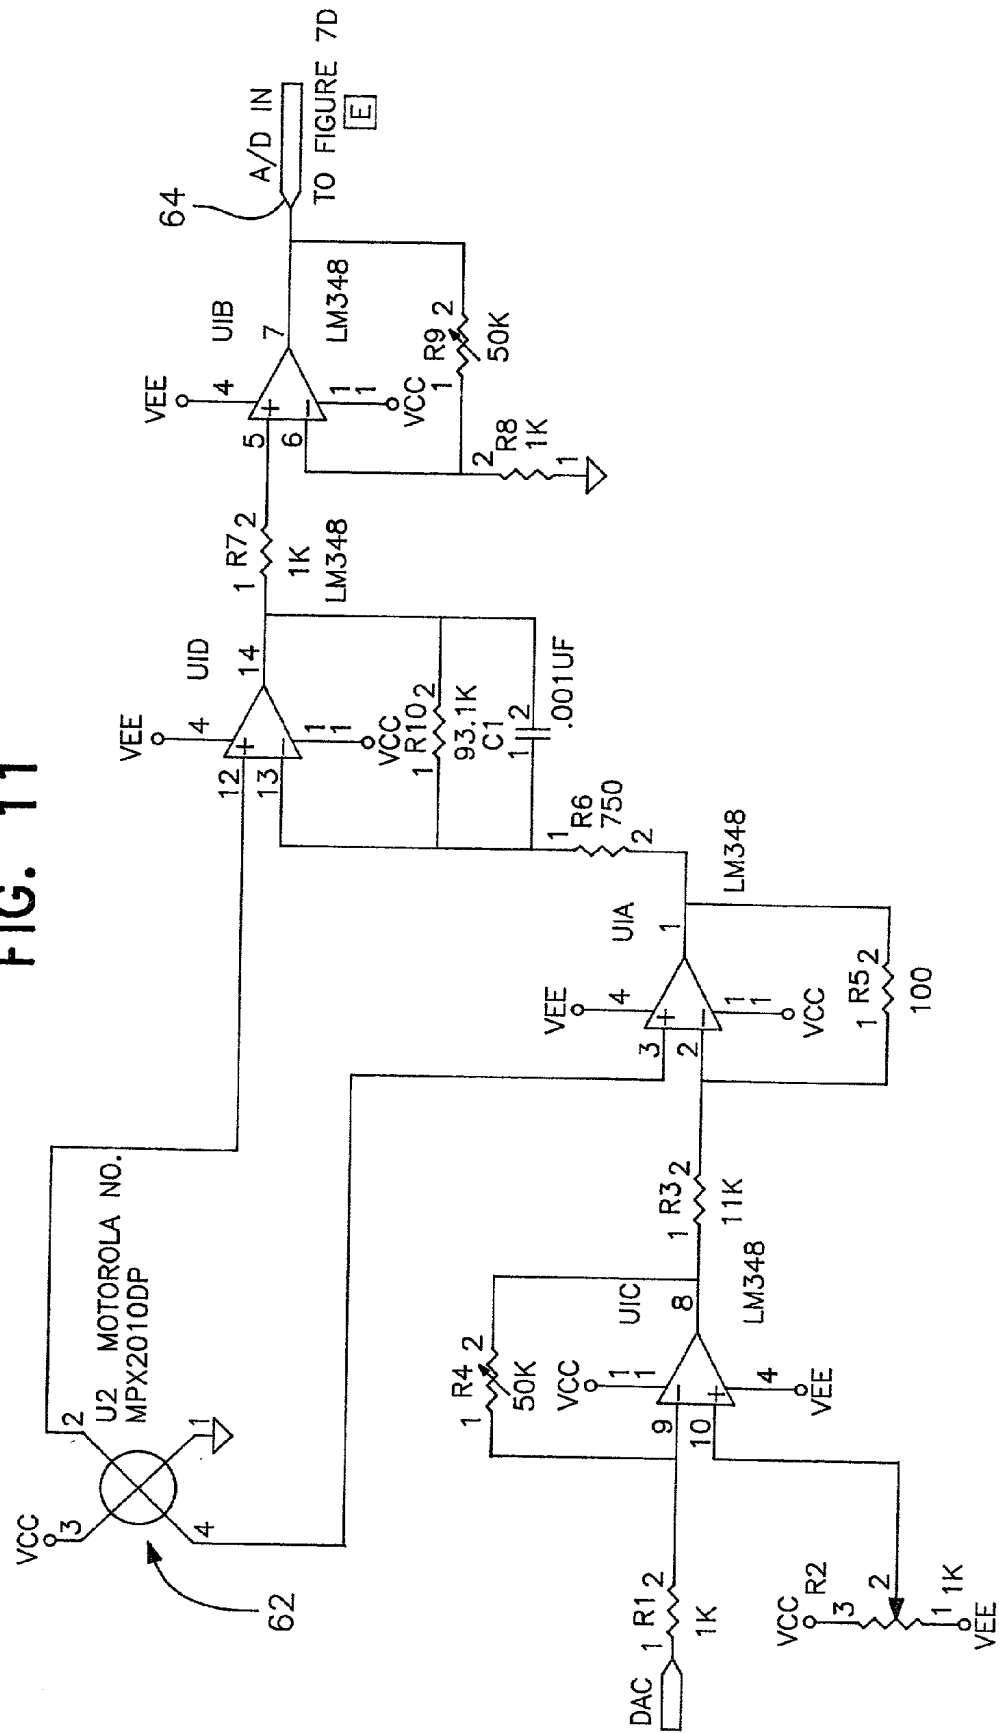 FIG. 11
VCC
3
2
U2 MOTOROLA NO.
MPX2010DP
1
4
62
VEE
4
UID
12
13
14
1 1
VCC
LM348
1 R10 2
93.1K
C1
1 2
.001UF
1 R7 2
1K
VEE
4
UIB
5
6
7
1 1
VCC
LM348
1 R9 2
50K
2
R8
1K
1
64
A/D IN
TO FIGURE 7D
E
1
R6
750
2
VEE
4
UIA
3
2
1
1 1
VCC
LM348
1 R5 2
100
1 R3 2
11K
1 R4 2
50K
VCC
1 1
UIC
9
10
8
4
VEE
LM348
DAC
1 R1 2
1K
VCC
R2
3
2
1
1K
VEE